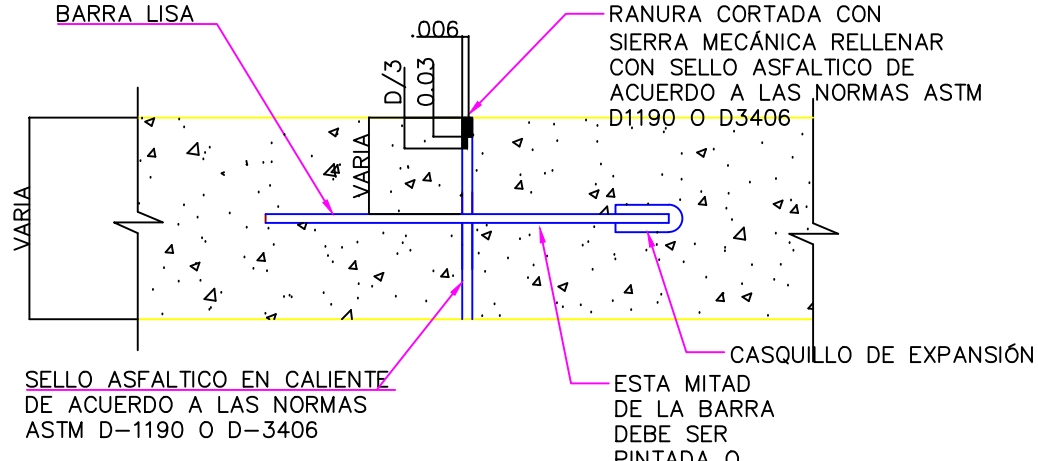 BARRA LISA
.006
D/3
0.03
RANURA CORTADA CON
SIERRA MECÁNICA RELLENAR
CON SELLO ASFALTICO DE
ACUERDO A LAS NORMAS ASTM
D1190 O D3406
VARIA
VARIA
CASQUILLO DE EXPANSIÓN
SELLO ASFALTICO EN CALIENTE
DE ACUERDO A LAS NORMAS
ASTM D-1190 O D-3406
ESTA MITAD
DE LA BARRA
DEBE SER
PINTADA O